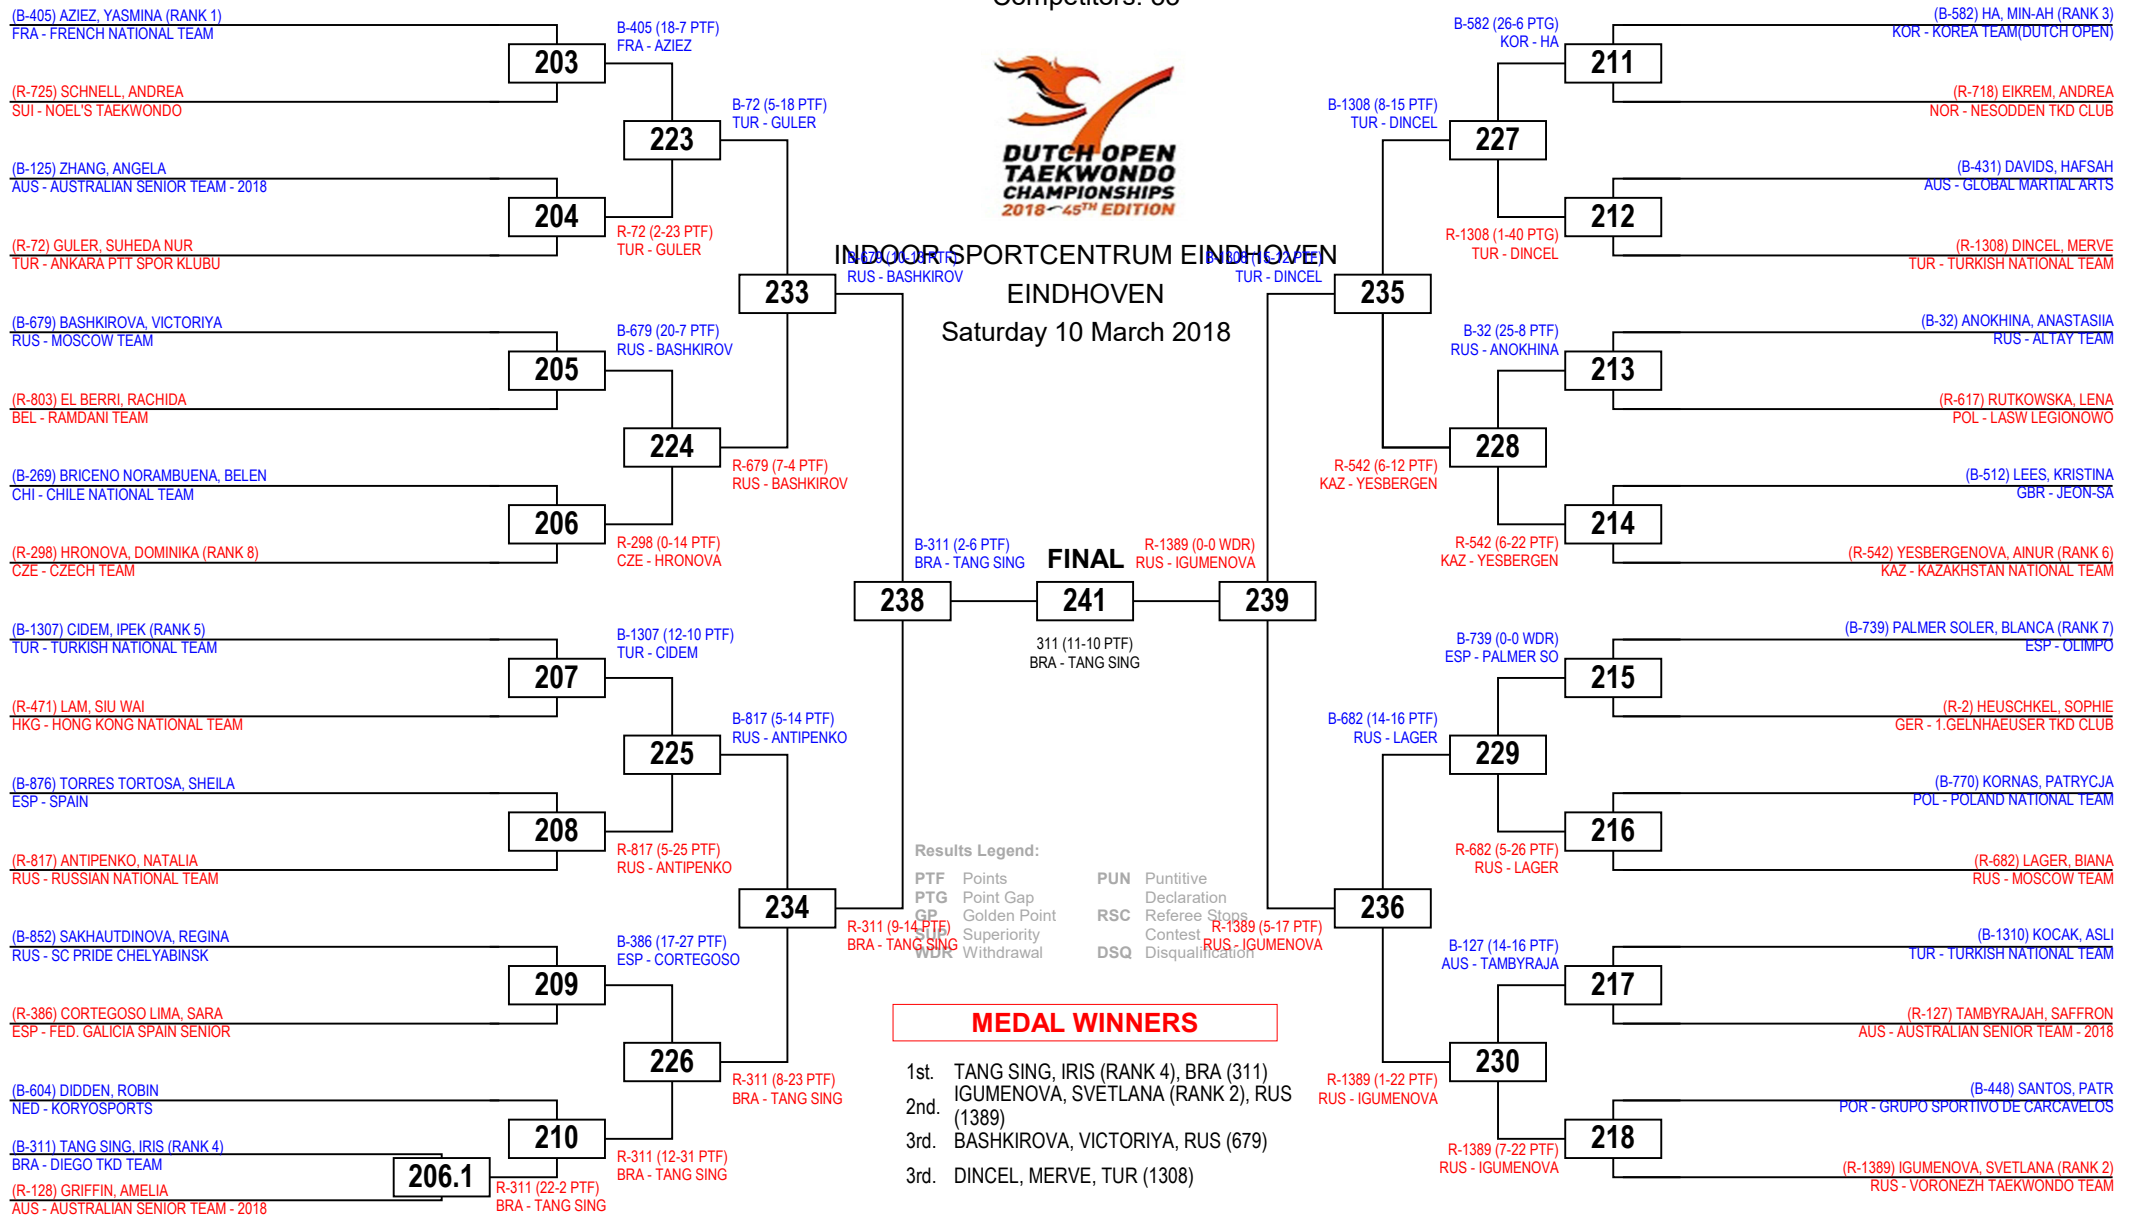 Competitors: 33
(B-405) AZIEZ, YASMINA (RANK 1)
FRA - FRENCH NATIONAL TEAM
203
(R-725) SCHNELL, ANDREA
SUI - NOEL'S TAEKWONDO
B-405 (18-7 PTF)
FRA - AZIEZ
223
B-72 (5-18 PTF)
TUR - GULER
(B-125) ZHANG, ANGELA
AUS - AUSTRALIAN SENIOR TEAM - 2018
204
(R-72) GULER, SUHEDA NUR
TUR - ANKARA PTT SPOR KLUBU
R-72 (2-23 PTF)
TUR - GULER
233
B-679 (10-13 PTF)
RUS - BASHKIROV
(B-679) BASHKIROVA, VICTORIYA
RUS - MOSCOW TEAM
205
(R-803) EL BERRI, RACHIDA
BEL - RAMDANI TEAM
B-679 (20-7 PTF)
RUS - BASHKIROV
224
R-679 (7-4 PTF)
RUS - BASHKIROV
(B-269) BRICENO NORAMBUENA, BELEN
CHI - CHILE NATIONAL TEAM
206
(R-298) HRONOVA, DOMINIKA (RANK 8)
CZE - CZECH TEAM
R-298 (0-14 PTF)
CZE - HRONOVA
238
B-311 (2-6 PTF)
BRA - TANG SING
(B-1307) CIDEM, IPEK (RANK 5)
TUR - TURKISH NATIONAL TEAM
207
(R-471) LAM, SIU WAI
HKG - HONG KONG NATIONAL TEAM
B-1307 (12-10 PTF)
TUR - CIDEM
225
B-817 (5-14 PTF)
RUS - ANTIPENKO
(B-876) TORRES TORTOSA, SHEILA
ESP - SPAIN
208
(R-817) ANTIPENKO, NATALIA
RUS - RUSSIAN NATIONAL TEAM
R-817 (5-25 PTF)
RUS - ANTIPENKO
234
R-311 (9-14 PTF)
BRA - TANG SING
(B-852) SAKHAUTDINOVA, REGINA
RUS - SC PRIDE CHELYABINSK
209
(R-386) CORTEGOSO LIMA, SARA
ESP - FED. GALICIA SPAIN SENIOR
B-386 (17-27 PTF)
ESP - CORTEGOSO
226
R-311 (8-23 PTF)
BRA - TANG SING
(B-604) DIDDEN, ROBIN
NED - KORYOSPORTS
210
R-311 (12-31 PTF)
BRA - TANG SING
(B-311) TANG SING, IRIS (RANK 4)
BRA - DIEGO TKD TEAM
206.1
(R-128) GRIFFIN, AMELIA
AUS - AUSTRALIAN SENIOR TEAM - 2018
R-311 (22-2 PTF)
BRA - TANG SING
DUTCH OPEN
TAEKWONDO
CHAMPIONSHIPS
2018 - 45TH EDITION
INDOOR SPORTCENTRUM EINDHOVEN
EINDHOVEN
Saturday 10 March 2018
FINAL
241
311 (11-10 PTF)
BRA - TANG SING
Results Legend:
PTF Points
PTG Point Gap
GP Golden Point
SUP Superiority
WDR Withdrawal
PUN Puntitive
Declaration
RSC Referee Stops
Contest
DSQ Disqualification
MEDAL WINNERS
1st. TANG SING, IRIS (RANK 4), BRA (311)
2nd. IGUMENOVA, SVETLANA (RANK 2), RUS
(1389)
3rd. BASHKIROVA, VICTORIYA, RUS (679)
3rd. DINCEL, MERVE, TUR (1308)
(B-582) HA, MIN-AH (RANK 3)
KOR - KOREA TEAM(DUTCH OPEN)
211
(R-718) EIKREM, ANDREA
NOR - NESODDEN TKD CLUB
B-582 (26-6 PTG)
KOR - HA
227
B-1308 (8-15 PTF)
TUR - DINCEL
(B-431) DAVIDS, HAFSAH
AUS - GLOBAL MARTIAL ARTS
212
(R-1308) DINCEL, MERVE
TUR - TURKISH NATIONAL TEAM
R-1308 (1-40 PTG)
TUR - DINCEL
235
B-1308 (15-12 PTF)
TUR - DINCEL
(B-32) ANOKHINA, ANASTASIIA
RUS - ALTAY TEAM
213
(R-617) RUTKOWSKA, LENA
POL - LASW LEGIONOWO
B-32 (25-8 PTF)
RUS - ANOKHINA
228
R-542 (6-12 PTF)
KAZ - YESBERGEN
(B-512) LEES, KRISTINA
GBR - JEON-SA
214
(R-542) YESBERGENOVA, AINUR (RANK 6)
KAZ - KAZAKHSTAN NATIONAL TEAM
R-542 (6-22 PTF)
KAZ - YESBERGEN
239
R-1389 (0-0 WDR)
RUS - IGUMENOVA
(B-739) PALMER SOLER, BLANCA (RANK 7)
ESP - OLIMPO
215
(R-2) HEUSCHKEL, SOPHIE
GER - 1.GELNHAEUSER TKD CLUB
B-739 (0-0 WDR)
ESP - PALMER SO
229
B-682 (14-16 PTF)
RUS - LAGER
(B-770) KORNAS, PATRYCJA
POL - POLAND NATIONAL TEAM
216
(R-682) LAGER, BIANA
RUS - MOSCOW TEAM
R-682 (5-26 PTF)
RUS - LAGER
236
R-1389 (5-17 PTF)
RUS - IGUMENOVA
(B-1310) KOCAK, ASLI
TUR - TURKISH NATIONAL TEAM
217
(R-127) TAMBYRAJAH, SAFFRON
AUS - AUSTRALIAN SENIOR TEAM - 2018
B-127 (14-16 PTF)
AUS - TAMBYRAJA
230
R-1389 (1-22 PTF)
RUS - IGUMENOVA
(B-448) SANTOS, PATR
POR - GRUPO SPORTIVO DE CARCAVELOS
218
(R-1389) IGUMENOVA, SVETLANA (RANK 2)
RUS - VORONEZH TAEKWONDO TEAM
R-1389 (7-22 PTF)
RUS - IGUMENOVA